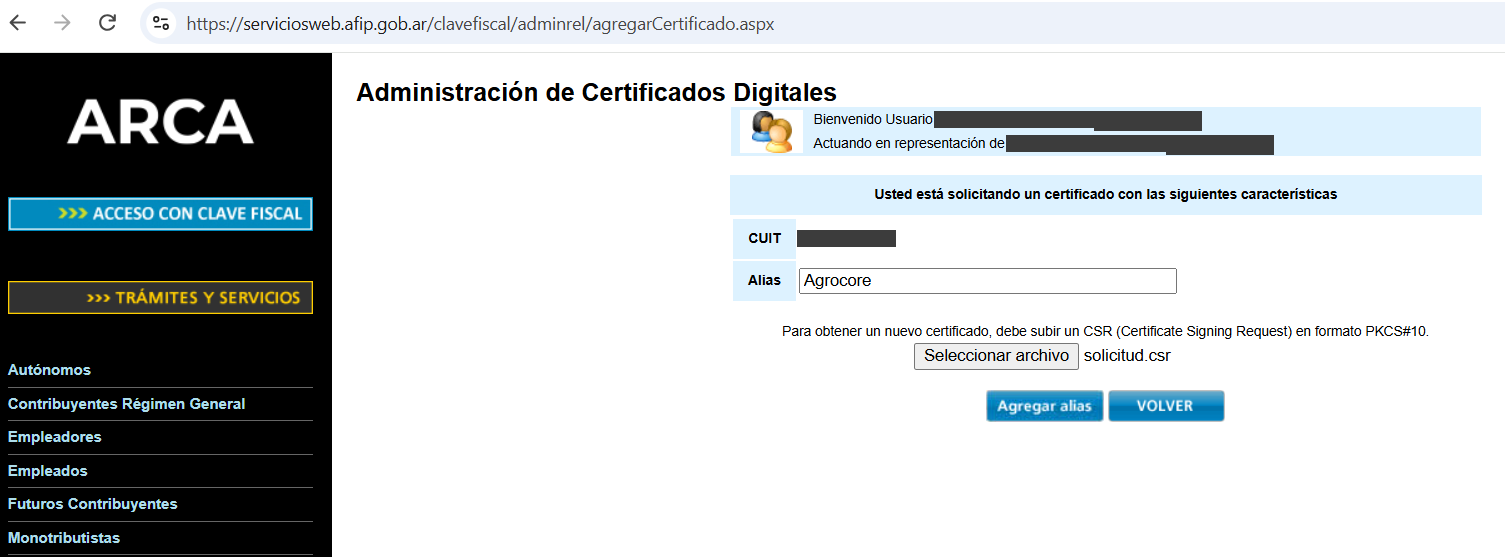 https://serviciosweb.afip.gob.ar/clavefiscal/adminrel/agregarCertificado.aspx
ARCA
>>> ACCESO CON CLAVE FISCAL
>>> TRÁMITES Y SERVICIOS
Autónomos
Contribuyentes Régimen General
Empleadores
Empleados
Futuros Contribuyentes
Monotributistas
Administración de Certificados Digitales
Bienvenido Usuario
Actuando en representación de
Usted está solicitando un certificado con las siguientes características
CUIT
Alias Agrocore
Para obtener un nuevo certificado, debe subir un CSR (Certificate Signing Request) en formato PKCS#10.
Seleccionar archivo solicitud.csr
Agregar alias VOLVER